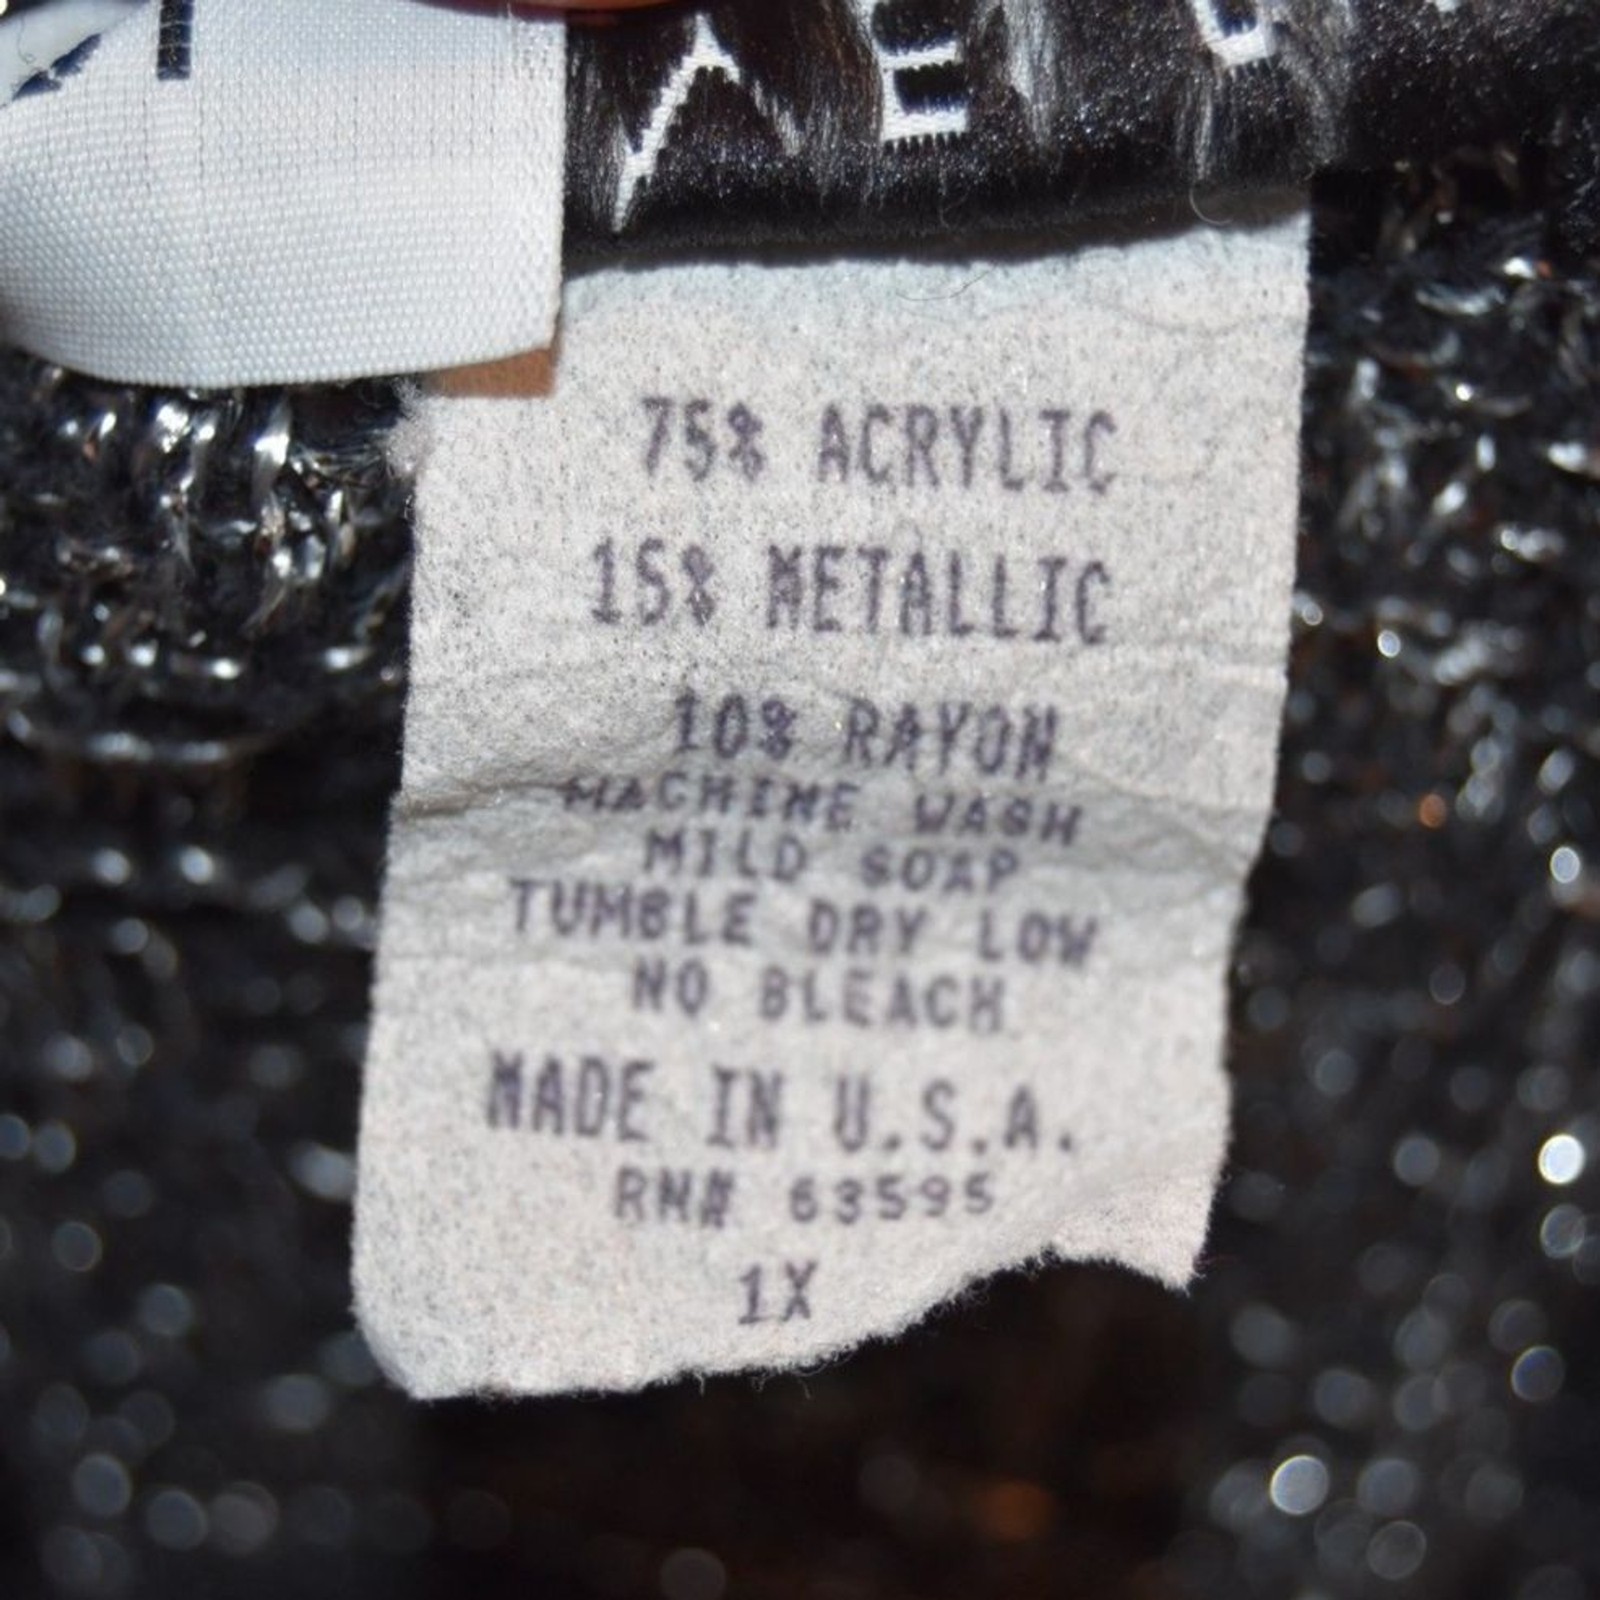 75% ACRYLIC
15% METALLIC
10% RAYON
MACHINE WASH
MILD SOAP
TUMBLE DRY LOW
NO BLEACH
MADE IN U.S.A.
RN# 63595
1X